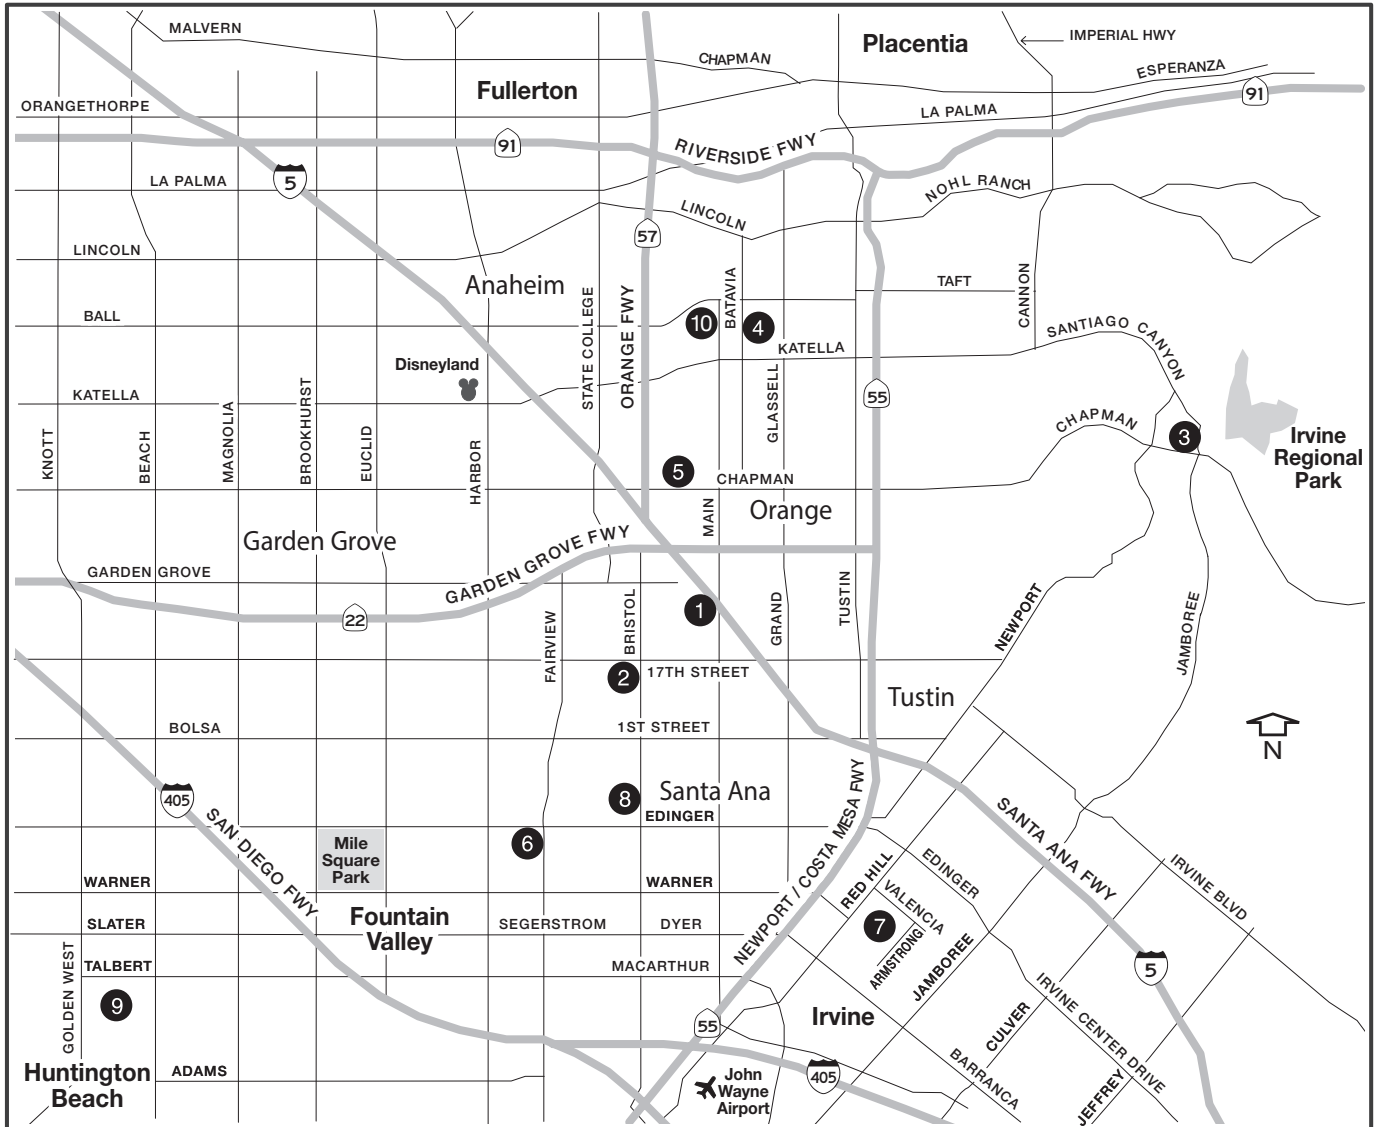 MALVERN
CHAPMAN
Placentia
IMPERIAL HWY
ESPERANZA
Fullerton
91
ORANGETHORPE
LA PALMA
91
RIVERSIDE FWY
5
LA PALMA
NOHL RANCH
LINCOLN
57
LINCOLN
Anaheim
TAFT
CANNON
BATAVIA
STATE COLLEGE
ORANGE FWY
BALL
10
4
SANTIAGO CANYON
KATELLA
Disneyland
GLASSELL
55
KATELLA
BROOKHURST
MAGNOLIA
CHAPMAN
3
Irvine
Regional
Park
KNOTT
BEACH
EUCLID
HARBOR
5
CHAPMAN
MAIN
Orange
Garden Grove
GARDEN GROVE FWY
GARDEN GROVE
22
FAIRVIEW
BRISTOL
1
GRAND
TUSTIN
NEWPORT
JAMBOREE
2
17TH STREET
Tustin
BOLSA
1ST STREET
N
405
SAN DIEGO FWY
8
Santa Ana
EDINGER
NEWPORT / COSTA MESA FWY
SANTA ANA FWY
Mile
Square
Park
6
RED HILL
EDINGER
IRVINE BLVD
WARNER
WARNER
VALENCIA
SLATER
Fountain
Valley
SEGERSTROM
DYER
7
ARMSTRONG
JAMBOREE
GOLDEN WEST
TALBERT
MACARTHUR
5
9
55
Irvine
CULVER
IRVINE CENTER DRIVE
Huntington
Beach
ADAMS
John
Wayne
Airport
405
BARRANCA
JEFFREY